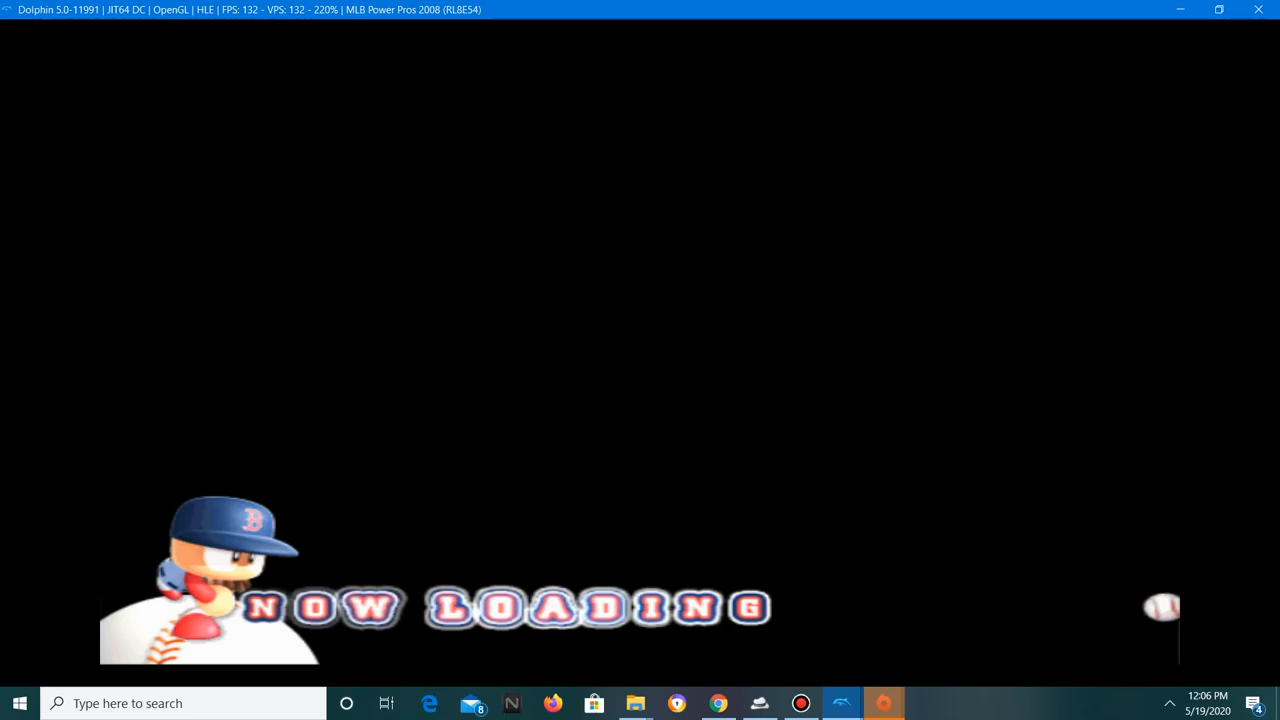 Dolphin 5.0-11991 | JIT64 DC | OpenGL | HLE | FPS: 132 - VPS: 132 - 220% | MLB Power Pros 2008 (RL8E54)
B
NOW LOADING
Type here to search
8
N
12:06 PM
5/19/2020
4